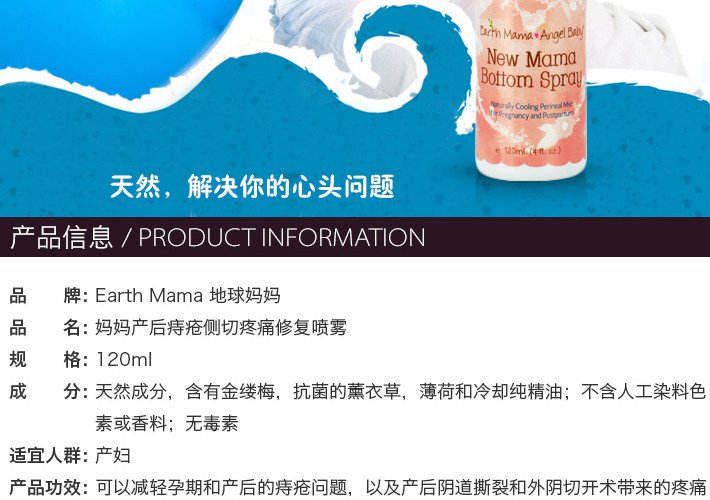 Earth Mama Angel Baby
New Mama
Bottom Spray
Naturally Cooling Perineal Mist
for Pregnancy and Postpartum
e 120ml. (4 fl. oz.)
天然，解决你的心头问题
产品信息 / PRODUCT INFORMATION
品 牌：Earth Mama 地球妈妈
品 名：妈妈产后痔疮侧切疼痛修复喷雾
规 格：120ml
成 分：天然成分，含有金缕梅，抗菌的薰衣草，薄荷和冷却纯精油；不含人工染料色
素或香料；无毒素
适宜人群：产妇
产品功效：可以减轻孕期和产后的痔疮问题，以及产后阴道撕裂和外阴切开术带来的疼痛